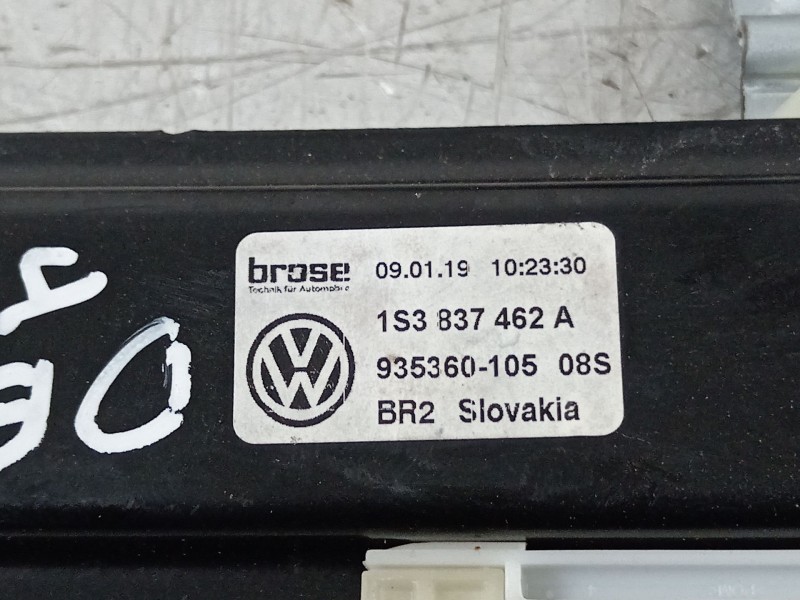 brose 09.01.19 10:23:30
Technik für Automobile
1S3 837 462 A
935360-105 08S
BR2 Slovakia